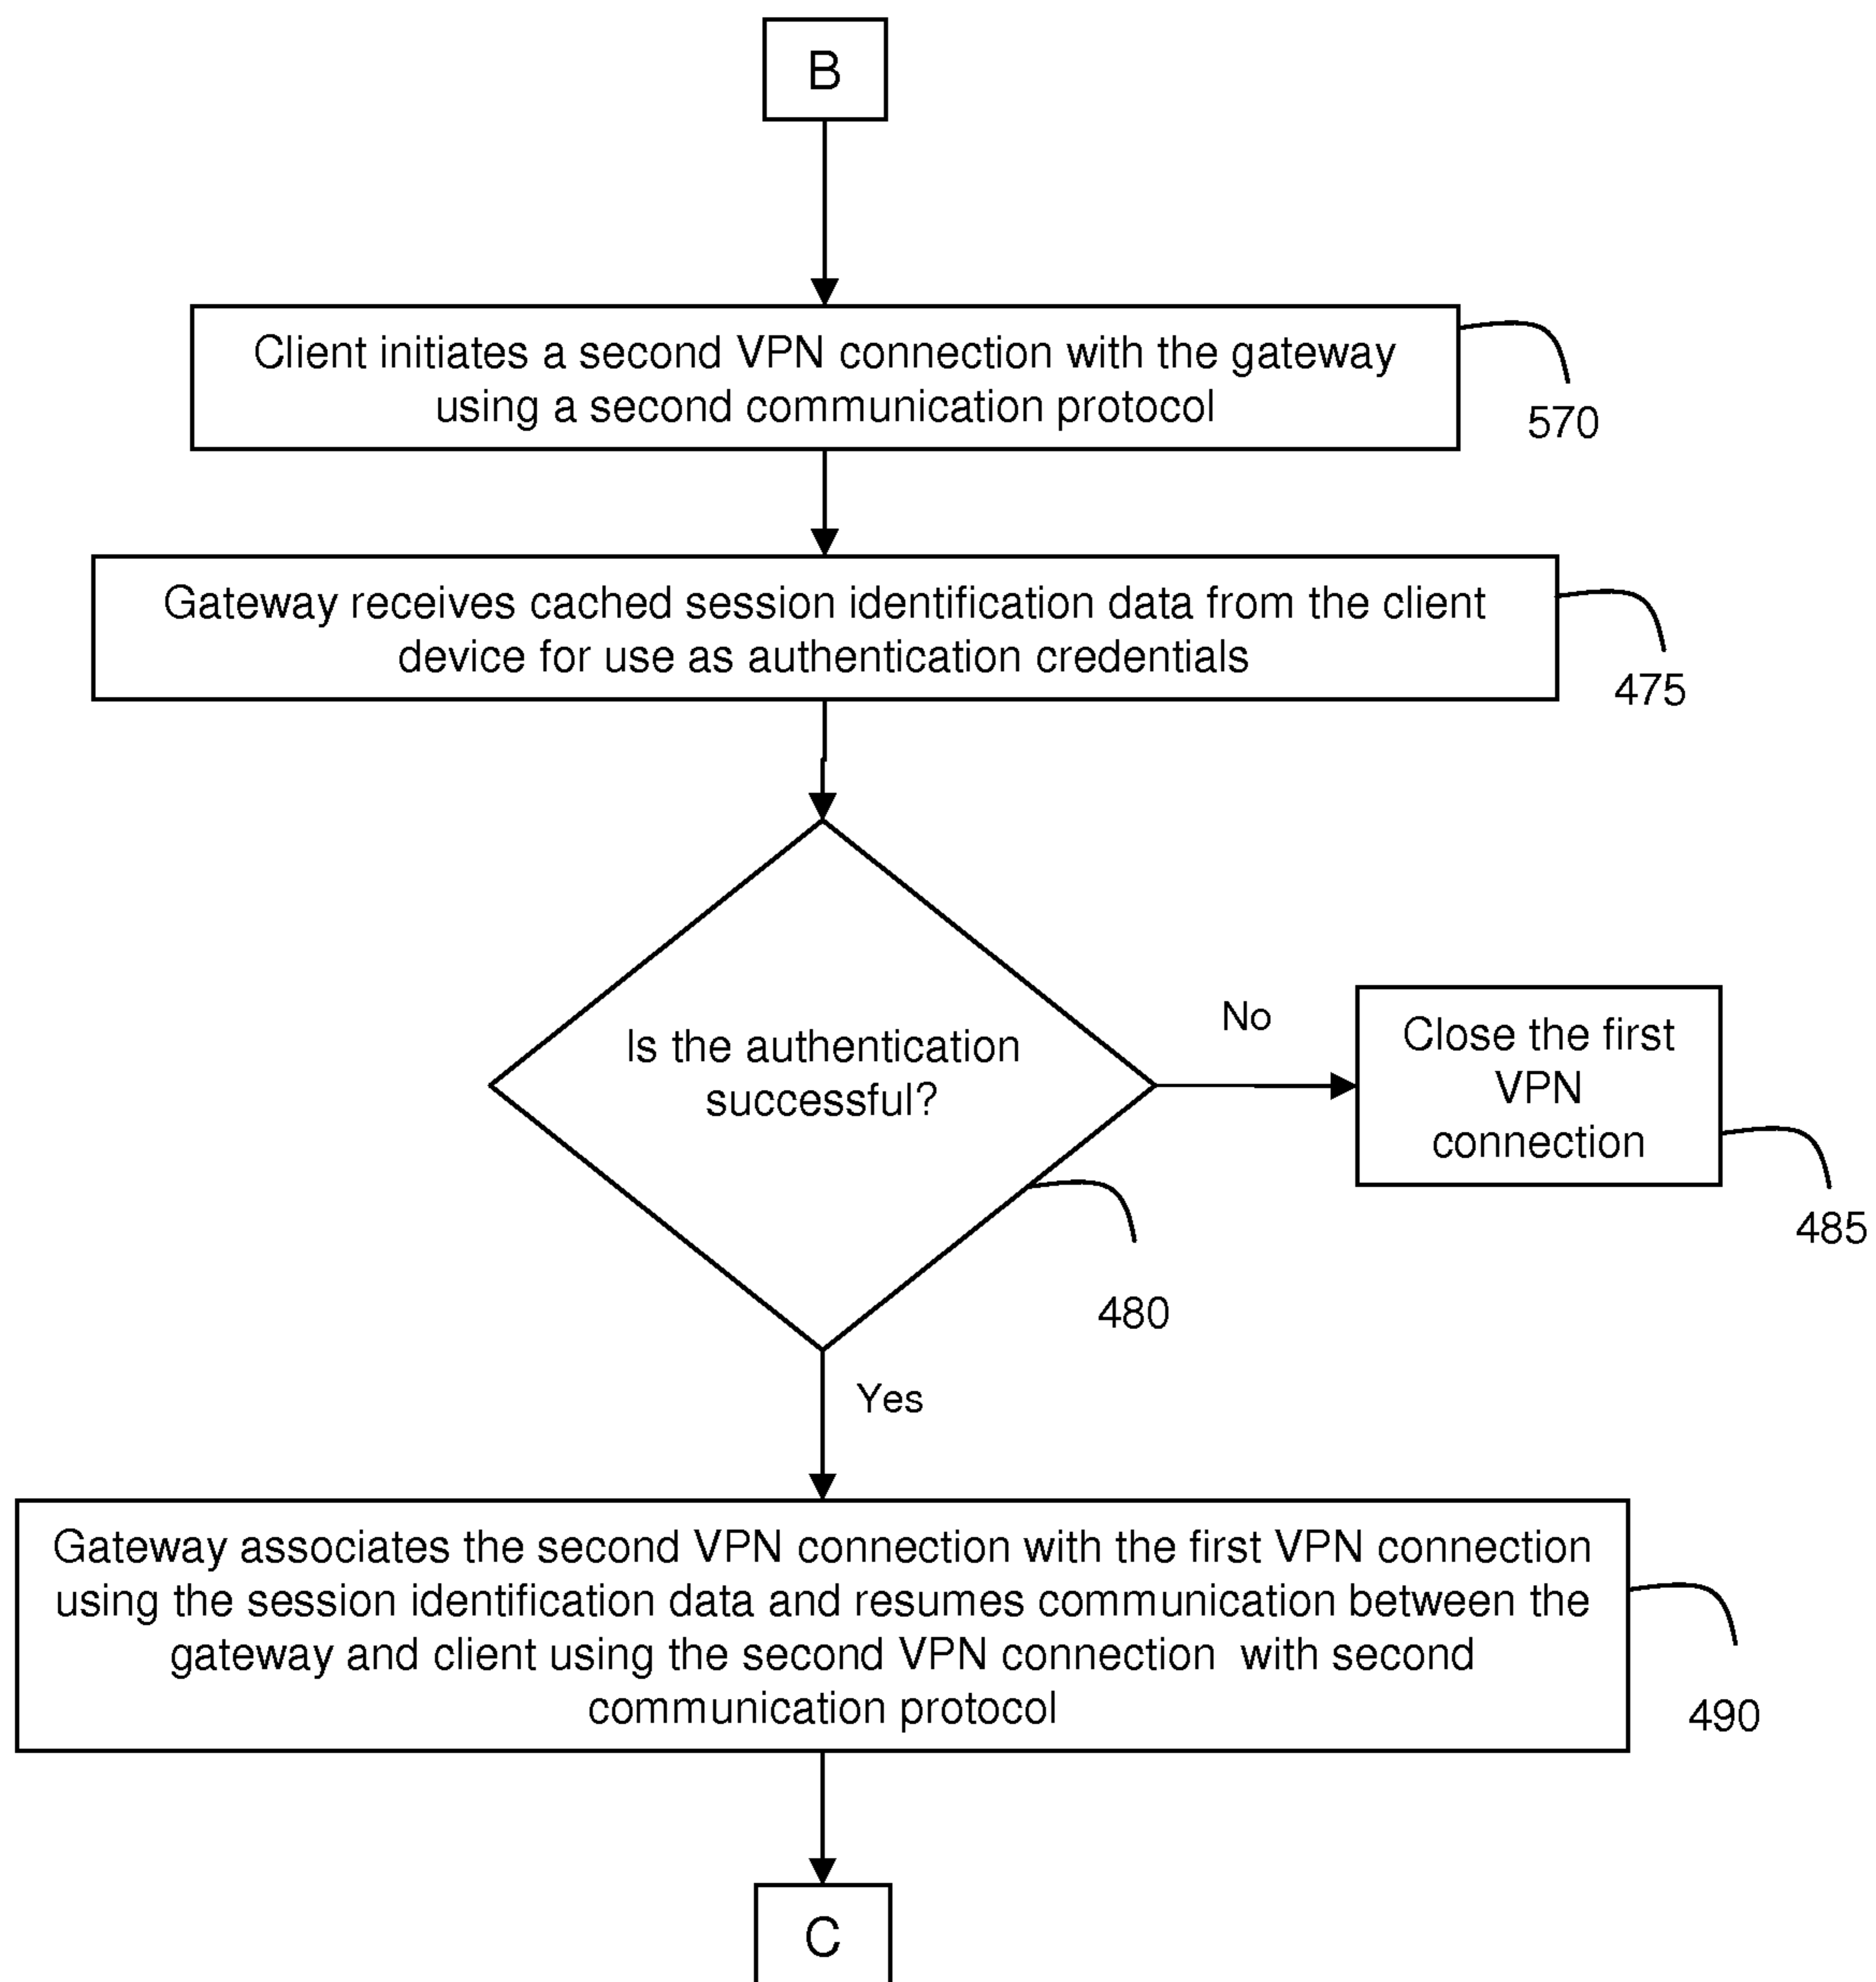 B
Client initiates a second VPN connection with the gateway
using a second communication protocol
570
Gateway receives cached session identification data from the client
device for use as authentication credentials
475
Is the authentication
successful?
480
No
Close the first
VPN
connection
485
Yes
Gateway associates the second VPN connection with the first VPN connection
using the session identification data and resumes communication between the
gateway and client using the second VPN connection with second
communication protocol
490
C